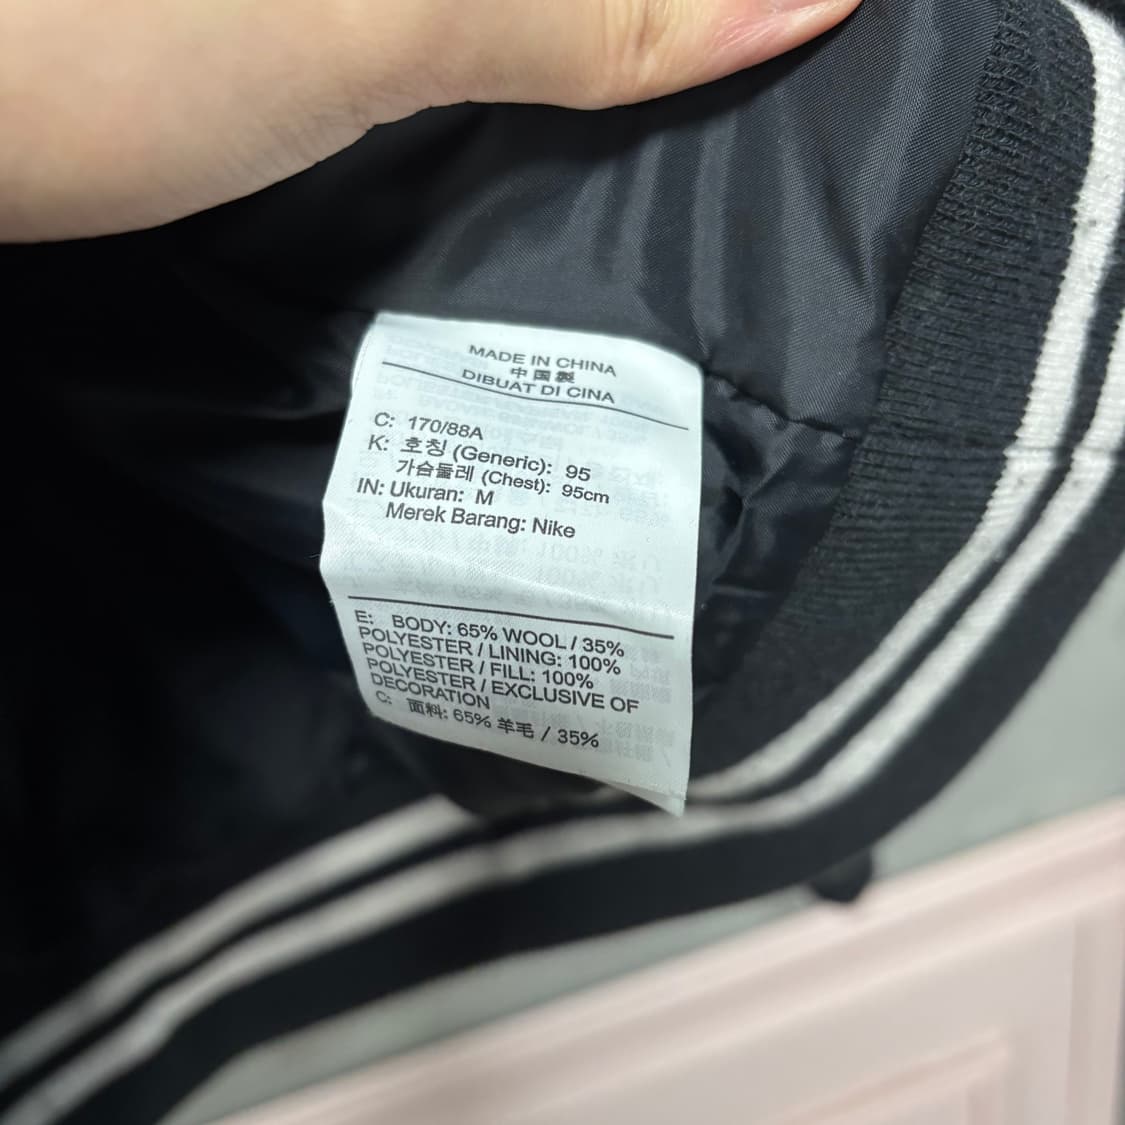 MADE IN CHINA
中国製
DIBUAT DI CINA
C: 170/88A
K: 호칭 (Generic): 95
가슴둘레 (Chest): 95cm
IN: Ukuran: M
Merek Barang: Nike
E: BODY: 65% WOOL / 35%
POLYESTER / LINING: 100%
POLYESTER / FILL: 100%
POLYESTER / EXCLUSIVE OF
DECORATION
C: 面料: 65% 羊毛 / 35%